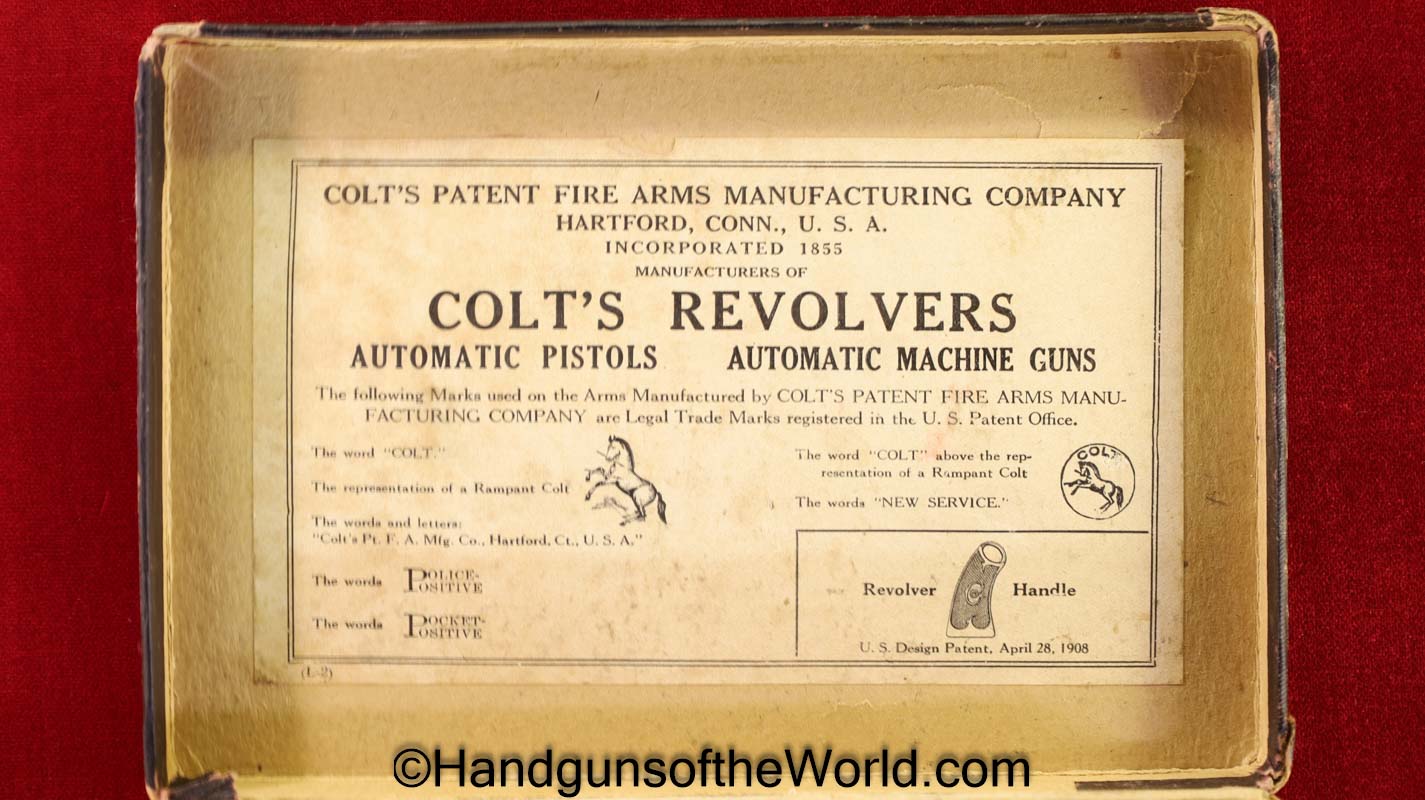 COLT'S PATENT FIRE ARMS MANUFACTURING COMPANY
HARTFORD, CONN., U. S. A.
INCORPORATED 1855
MANUFACTURERS OF
COLT'S REVOLVERS
AUTOMATIC PISTOLS AUTOMATIC MACHINE GUNS
The following Marks used on the Arms Manufactured by COLT'S PATENT FIRE ARMS MANU-
FACTURING COMPANY are Legal Trade Marks registered in the U. S. Patent Office.
The word "COLT."
The representation of a Rampant Colt
The words and letters:
"Colt's Pt. F. A. Mfg. Co., Hartford, Ct., U. S. A."
The words POLICE-
POSITIVE
The words POCKET-
POSITIVE
(L-2)
The word "COLT" above the rep-
resentation of a Rampant Colt
COLT
The words "NEW SERVICE."
Revolver Handle
U. S. Design Patent, April 28, 1908
©HandgunsoftheWorld.com